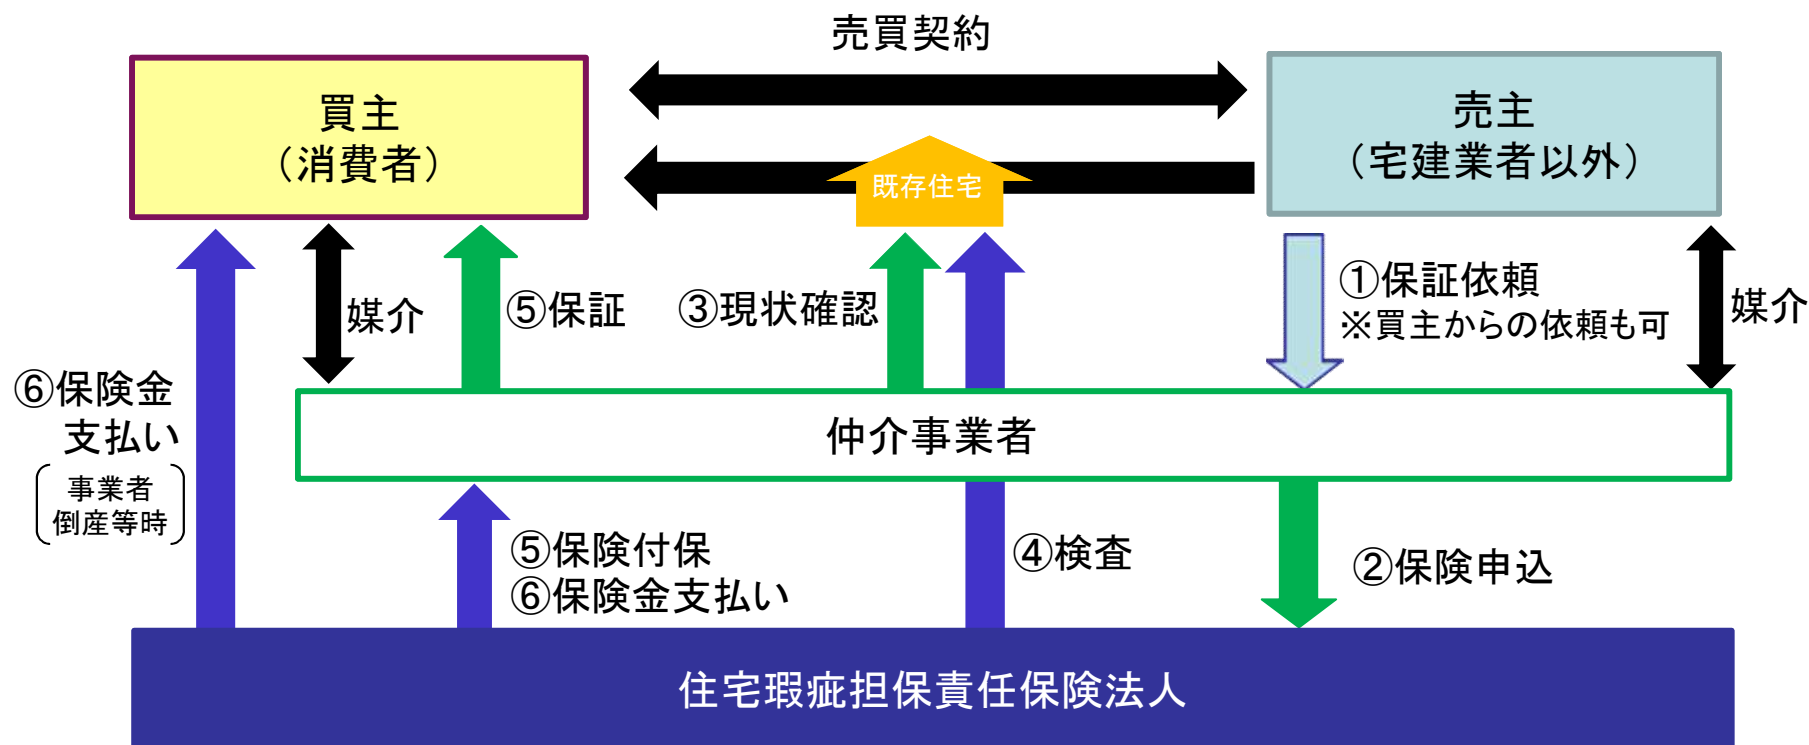 売買契約
買主
（消費者）
売主
（宅建業者以外）
既存住宅
媒介
⑤保証
③現状確認
①保証依頼
※買主からの依頼も可
媒介
⑥保険金
支払い
事業者
倒産等時
仲介事業者
⑤保険付保
⑥保険金支払い
④検査
②保険申込
住宅瑕疵担保責任保険法人